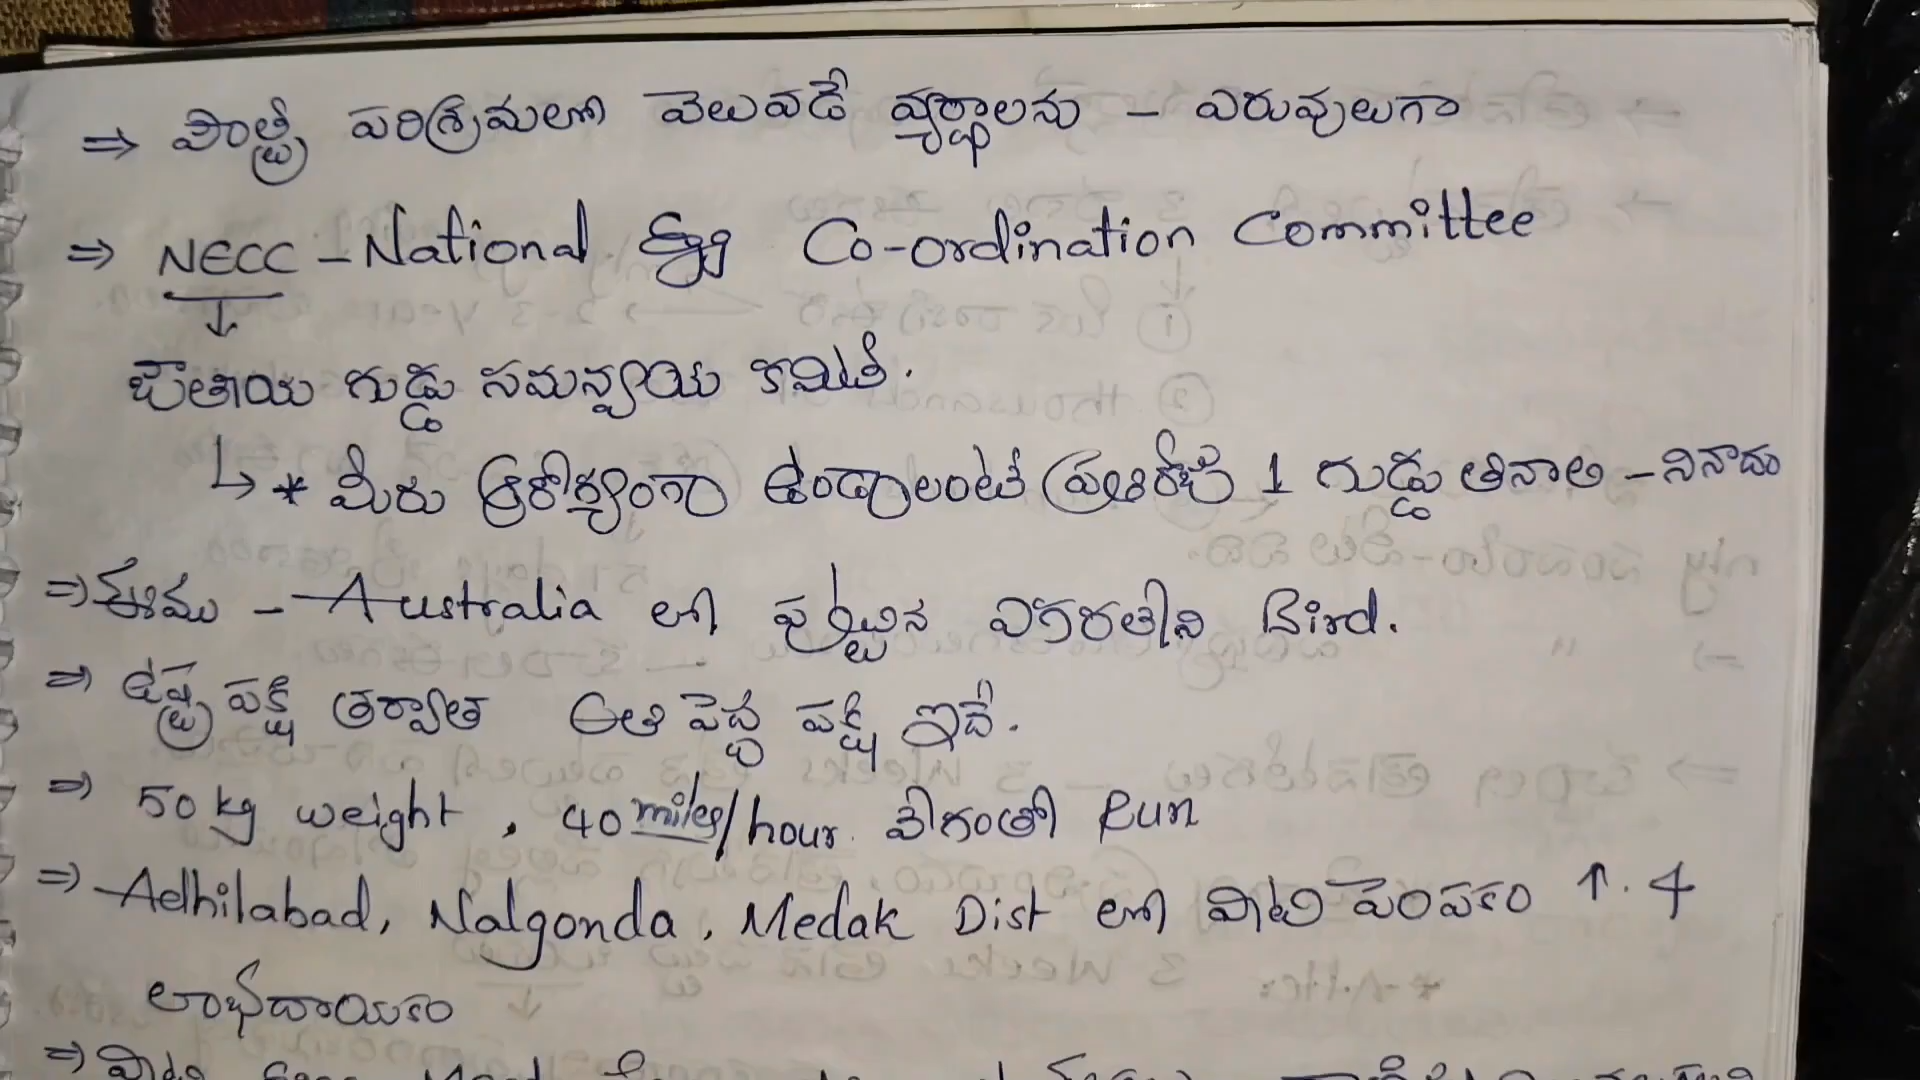 ⇒ పౌల్ట్రీ పరిశ్రమలో వెలువడే వ్యర్థాలను – ఎరువులుగా
⇒ NECC – National ఎగ్ Co-ordination Committee
↓
జాతీయ గుడ్డు సమన్వయ కమిటీ.
↳ * మీరు ఆరోగ్యంగా ఉండాలంటే ప్రతిరోజు 1 గుడ్డు తినాలి – నినాదం
⇒ ఈము – Australia లో పుట్టిన ఎగరలేని Bird.
⇒ ఉష్ట్ర పక్షి తర్వాత అతి పెద్ద పక్షి ఇదే.
⇒ 50 kg weight, 40 miles/hour వేగంతో Run
⇒ Adhilabad, Nalgonda, Medak Dist లో వీటి పెంపకం ↑. 4
లాభదాయకం
⇒ వీటి